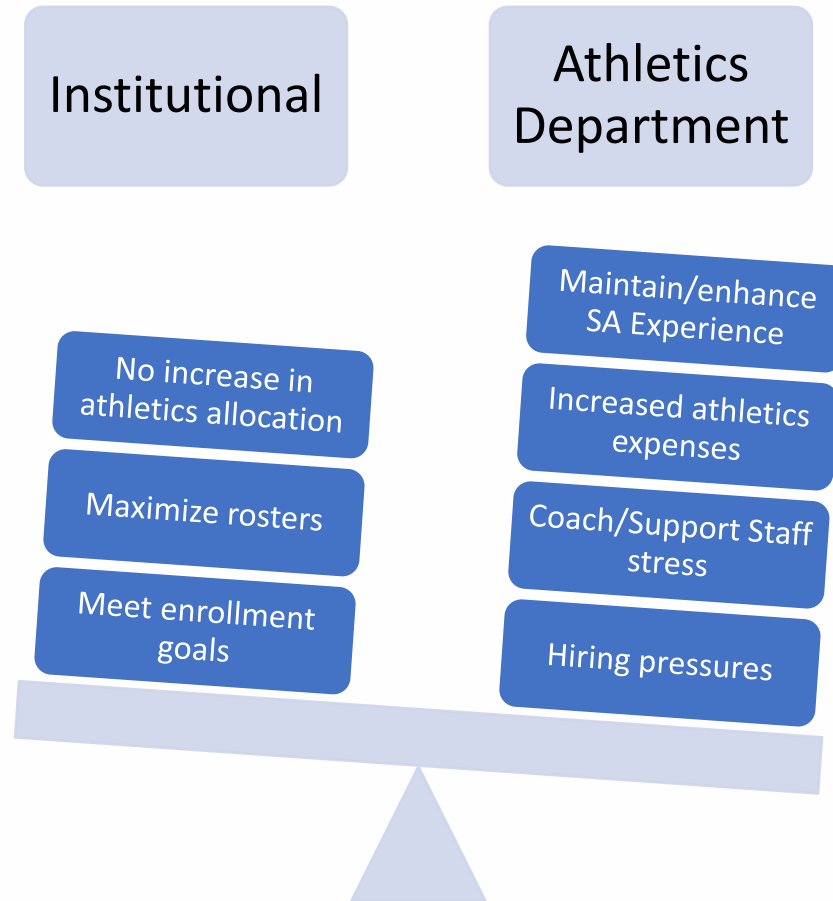 Institutional
Athletics
Department
No increase in
athletics allocation
Maximize rosters
Meet enrollment
goals
Maintain/enhance
SA Experience
Increased athletics
expenses
Coach/Support Staff
stress
Hiring pressures